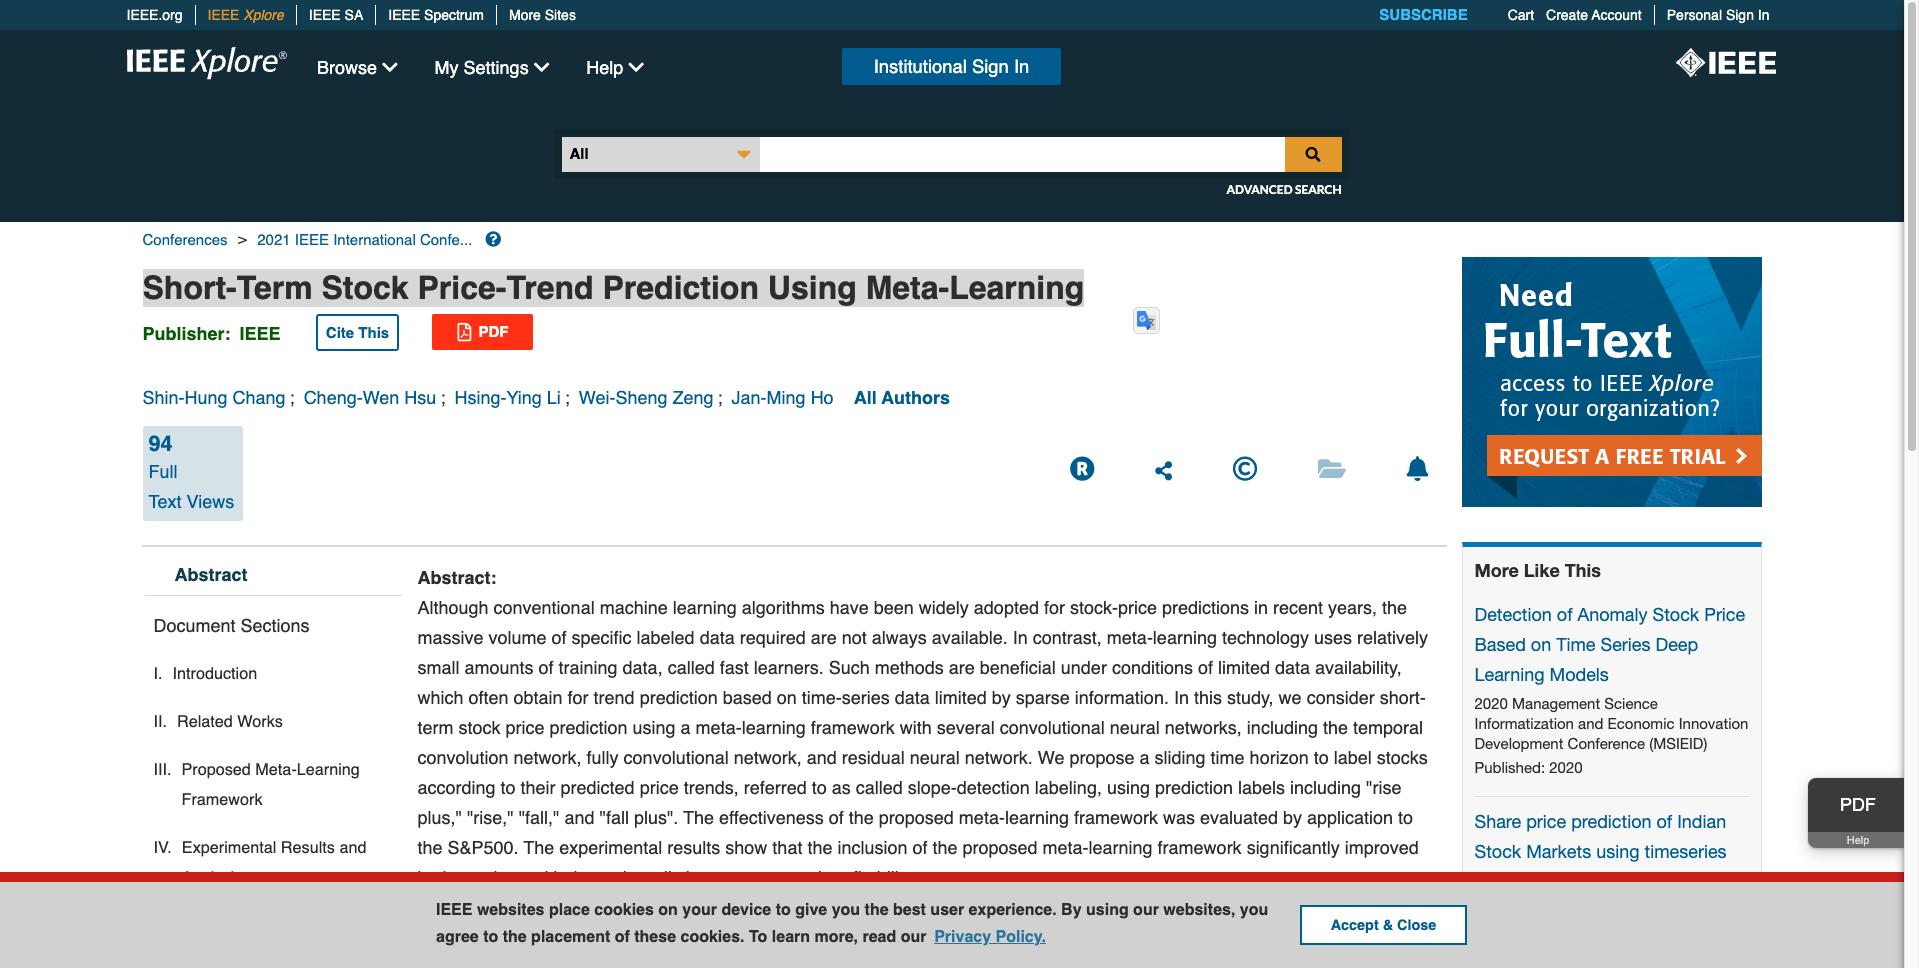 IEEE.org IEEE Xplore IEEE SA IEEE Spectrum More Sites SUBSCRIBE Cart Create Account Personal Sign In
IEEE Xplore® Browse My Settings Help Institutional Sign In IEEE
All
ADVANCED SEARCH
Conferences > 2021 IEEE International Confe... ?
Short-Term Stock Price-Trend Prediction Using Meta-Learning
Publisher: IEEE Cite This PDF
Shin-Hung Chang ; Cheng-Wen Hsu ; Hsing-Ying Li ; Wei-Sheng Zeng ; Jan-Ming Ho All Authors
94
Full
Text Views
R ©
Need
Full-Text
access to IEEE Xplore
for your organization?
REQUEST A FREE TRIAL
Abstract
Document Sections
I. Introduction
II. Related Works
III. Proposed Meta-Learning
Framework
IV. Experimental Results and
Abstract:
Although conventional machine learning algorithms have been widely adopted for stock-price predictions in recent years, the
massive volume of specific labeled data required are not always available. In contrast, meta-learning technology uses relatively
small amounts of training data, called fast learners. Such methods are beneficial under conditions of limited data availability,
which often obtain for trend prediction based on time-series data limited by sparse information. In this study, we consider short-
term stock price prediction using a meta-learning framework with several convolutional neural networks, including the temporal
convolution network, fully convolutional network, and residual neural network. We propose a sliding time horizon to label stocks
according to their predicted price trends, referred to as called slope-detection labeling, using prediction labels including "rise
plus," "rise," "fall," and "fall plus". The effectiveness of the proposed meta-learning framework was evaluated by application to
the S&P500. The experimental results show that the inclusion of the proposed meta-learning framework significantly improved
More Like This
Detection of Anomaly Stock Price
Based on Time Series Deep
Learning Models
2020 Management Science
Informatization and Economic Innovation
Development Conference (MSIEID)
Published: 2020
Share price prediction of Indian
Stock Markets using timeseries
PDF
Help
IEEE websites place cookies on your device to give you the best user experience. By using our websites, you
agree to the placement of these cookies. To learn more, read our Privacy Policy.
Accept & Close